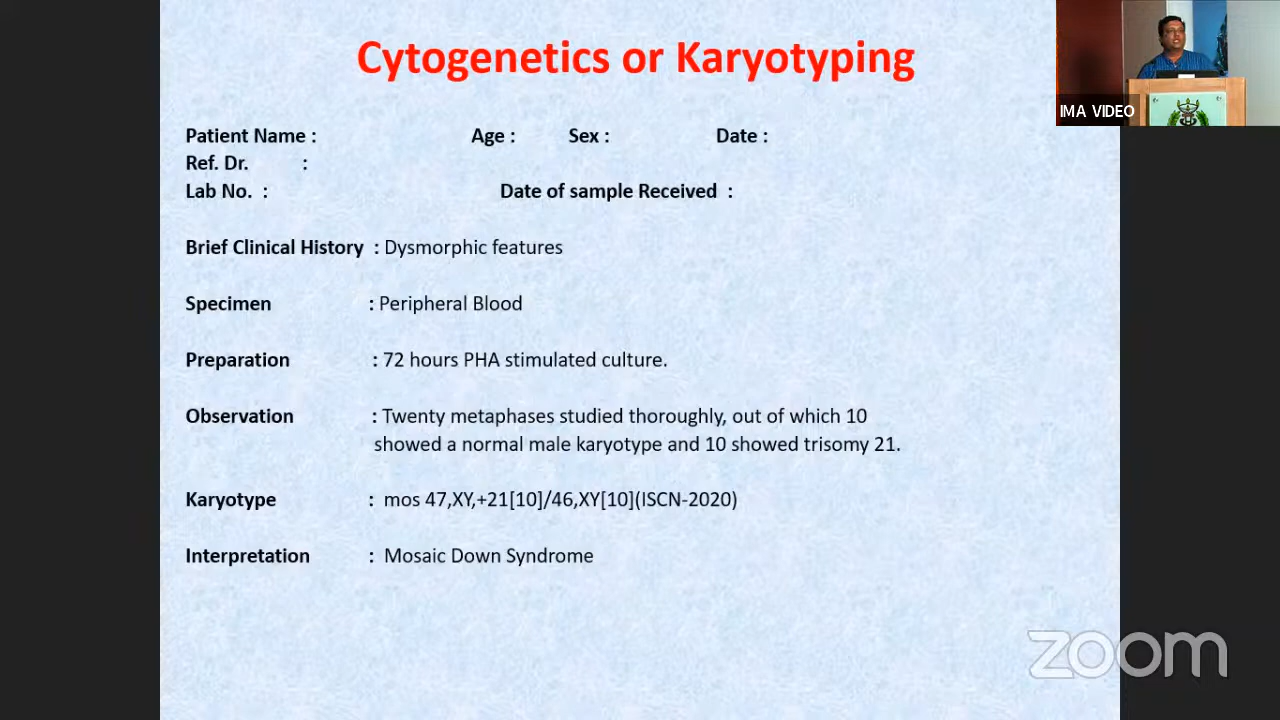 Cytogenetics or Karyotyping
IMA VIDEO
Patient Name : Age : Sex : Date :
Ref. Dr. :
Lab No. : Date of sample Received :
Brief Clinical History : Dysmorphic features
Specimen : Peripheral Blood
Preparation : 72 hours PHA stimulated culture.
Observation : Twenty metaphases studied thoroughly, out of which 10
showed a normal male karyotype and 10 showed trisomy 21.
Karyotype : mos 47,XY,+21[10]/46,XY[10](ISCN-2020)
Interpretation : Mosaic Down Syndrome
zoom